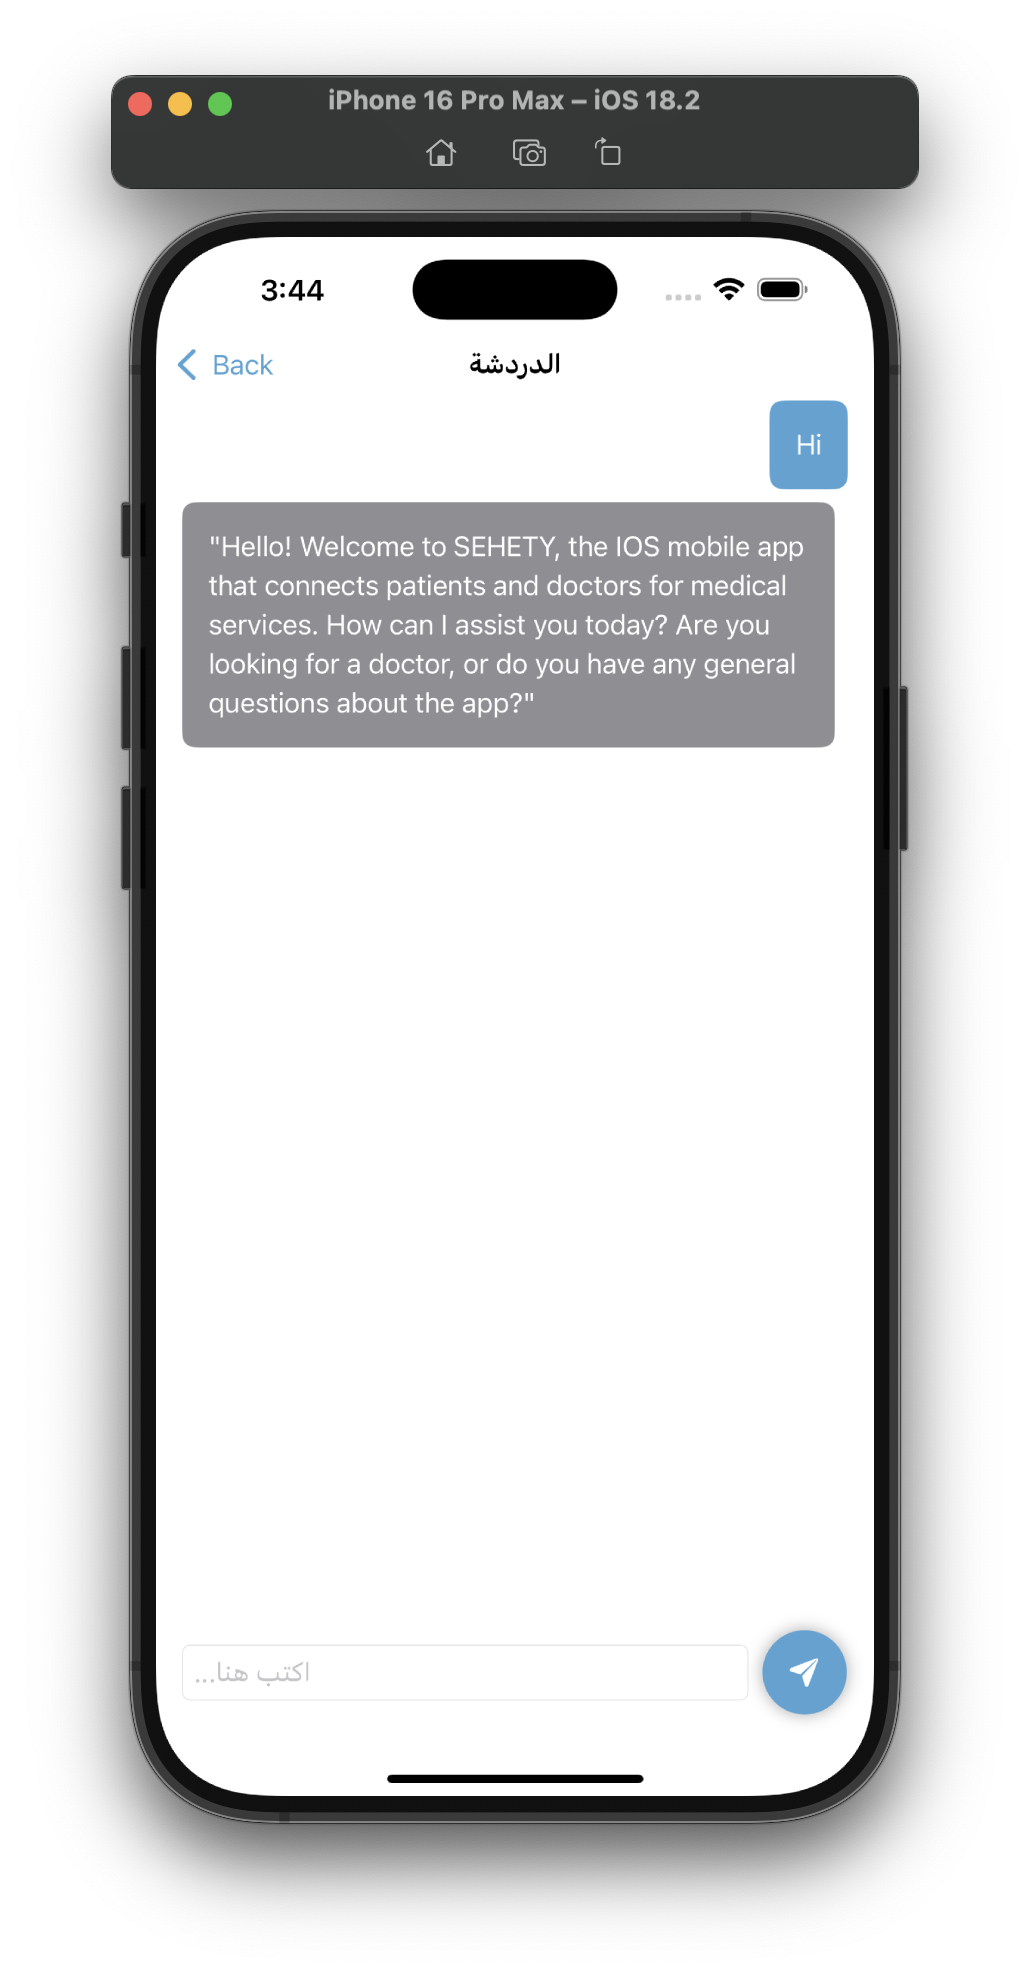 iPhone 16 Pro Max – iOS 18.2
3:44
Back
الدردشة
Hi
"Hello! Welcome to SEHETY, the IOS mobile app
that connects patients and doctors for medical
services. How can I assist you today? Are you
looking for a doctor, or do you have any general
questions about the app?"
اكتب هنا...